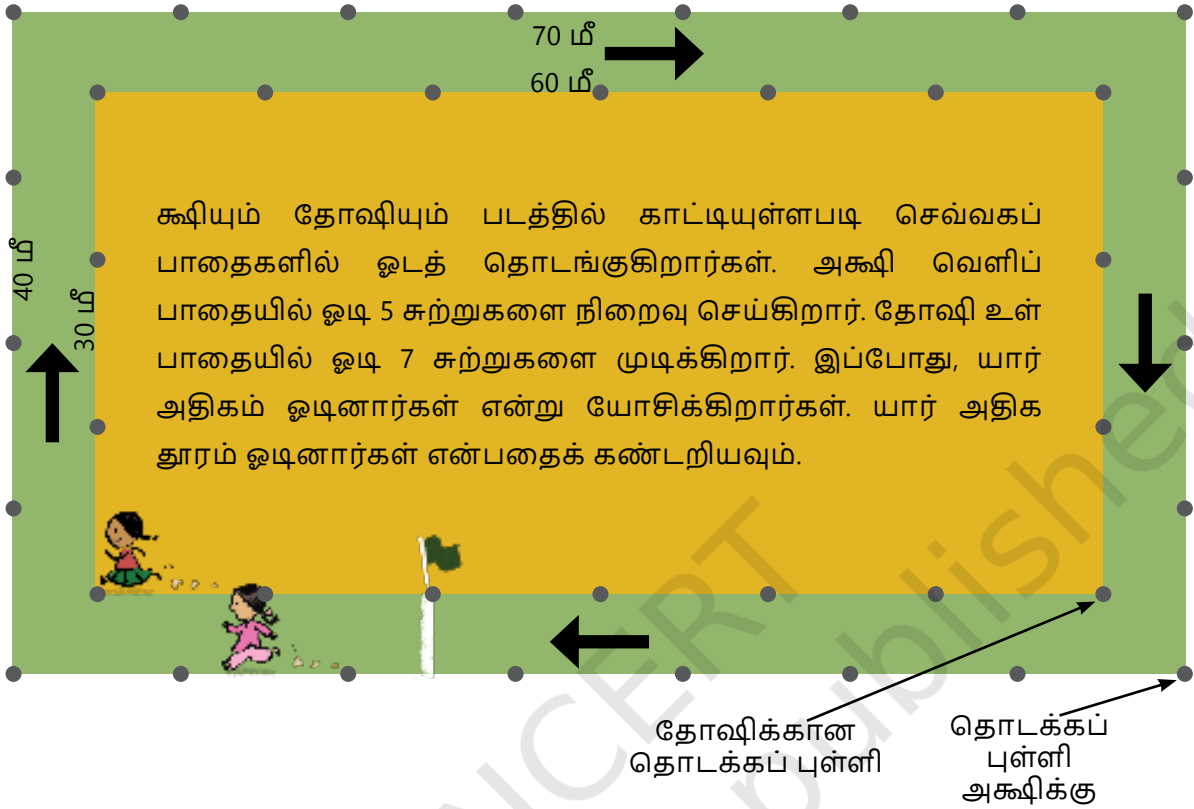 70 மீ
60 மீ
40 மீ
30 மீ
க்ஷியும் தோஷியும் படத்தில் காட்டியுள்ளபடி செவ்வகப்
பாதைகளில் ஓடத் தொடங்குகிறார்கள். அக்ஷி வெளிப்
பாதையில் ஓடி 5 சுற்றுகளை நிறைவு செய்கிறார். தோஷி உள்
பாதையில் ஓடி 7 சுற்றுகளை முடிக்கிறார். இப்போது, யார்
அதிகம் ஓடினார்கள் என்று யோசிக்கிறார்கள். யார் அதிக
தூரம் ஓடினார்கள் என்பதைக் கண்டறியவும்.
தோஷிக்கான
தொடக்கப் புள்ளி
தொடக்கப்
புள்ளி
அக்ஷிக்கு
NCERT
published